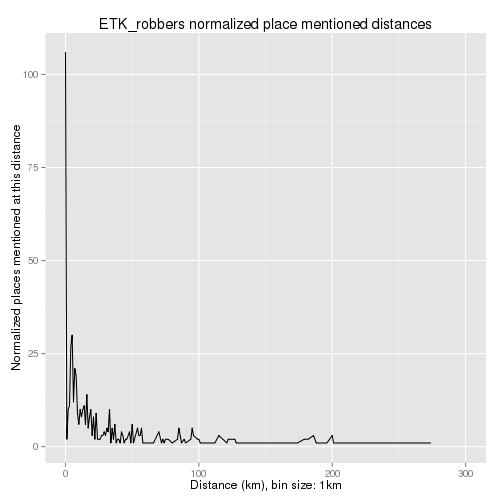 ETK_robbers normalized place mentioned distances
Normalized places mentioned at this distance
100
75
50
25
0
0 100 200 300
Distance (km), bin size: 1km